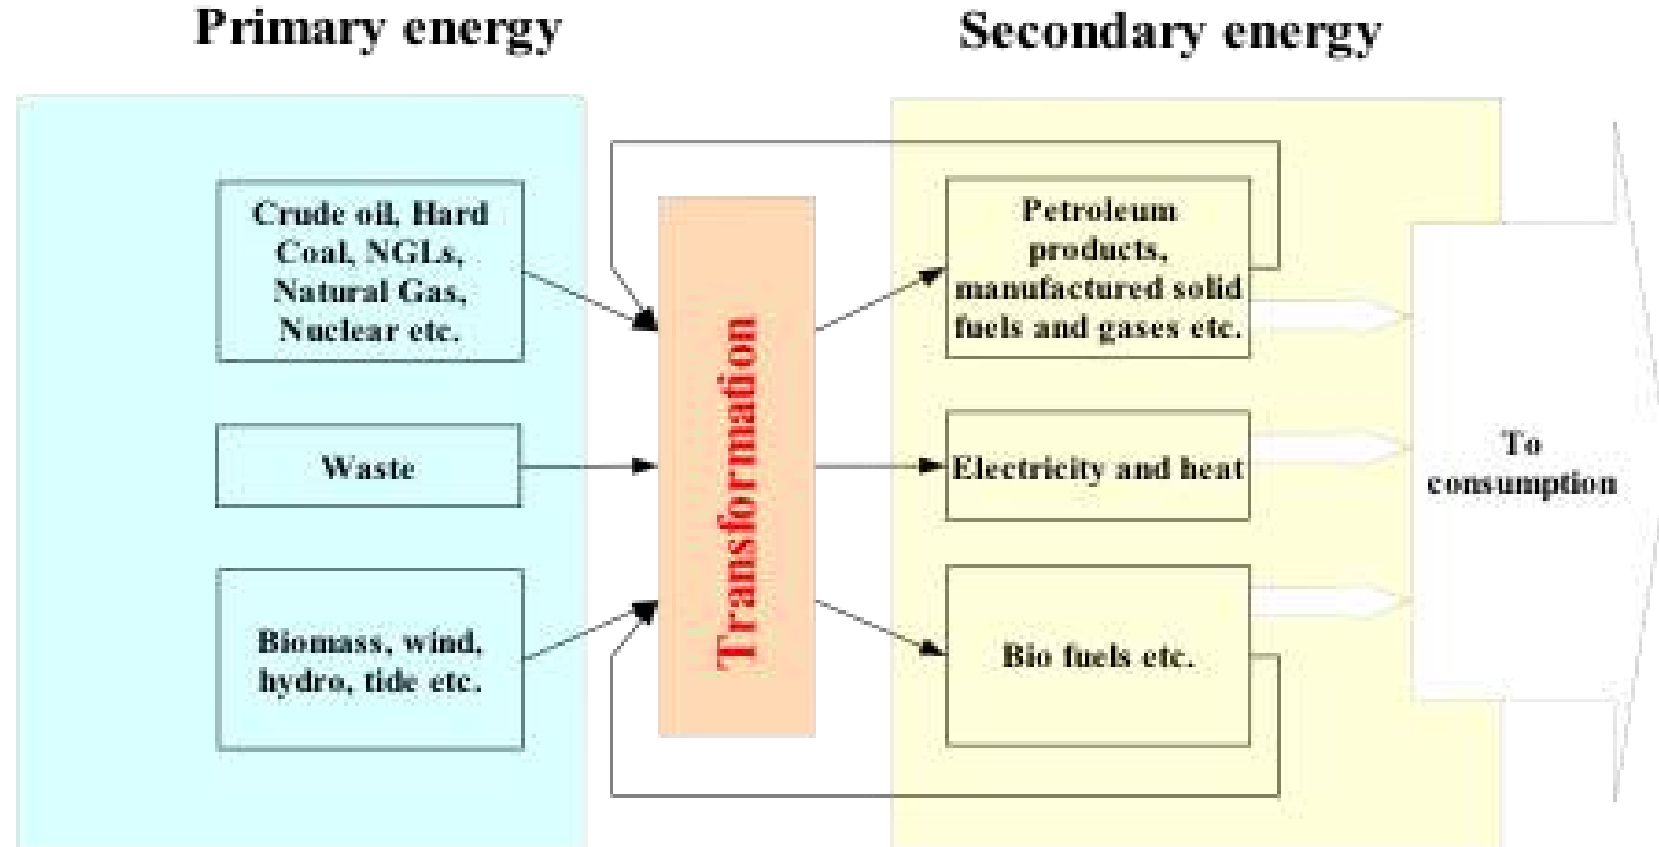 Primary energy
Secondary energy
Crude oil, Hard
Coal, NGLs,
Natural Gas,
Nuclear etc.
Waste
Biomass, wind,
hydro, tide etc.
Transformation
Petroleum
products,
manufactured solid
fuels and gases etc.
Electricity and heat
Bio fuels etc.
To
consumption